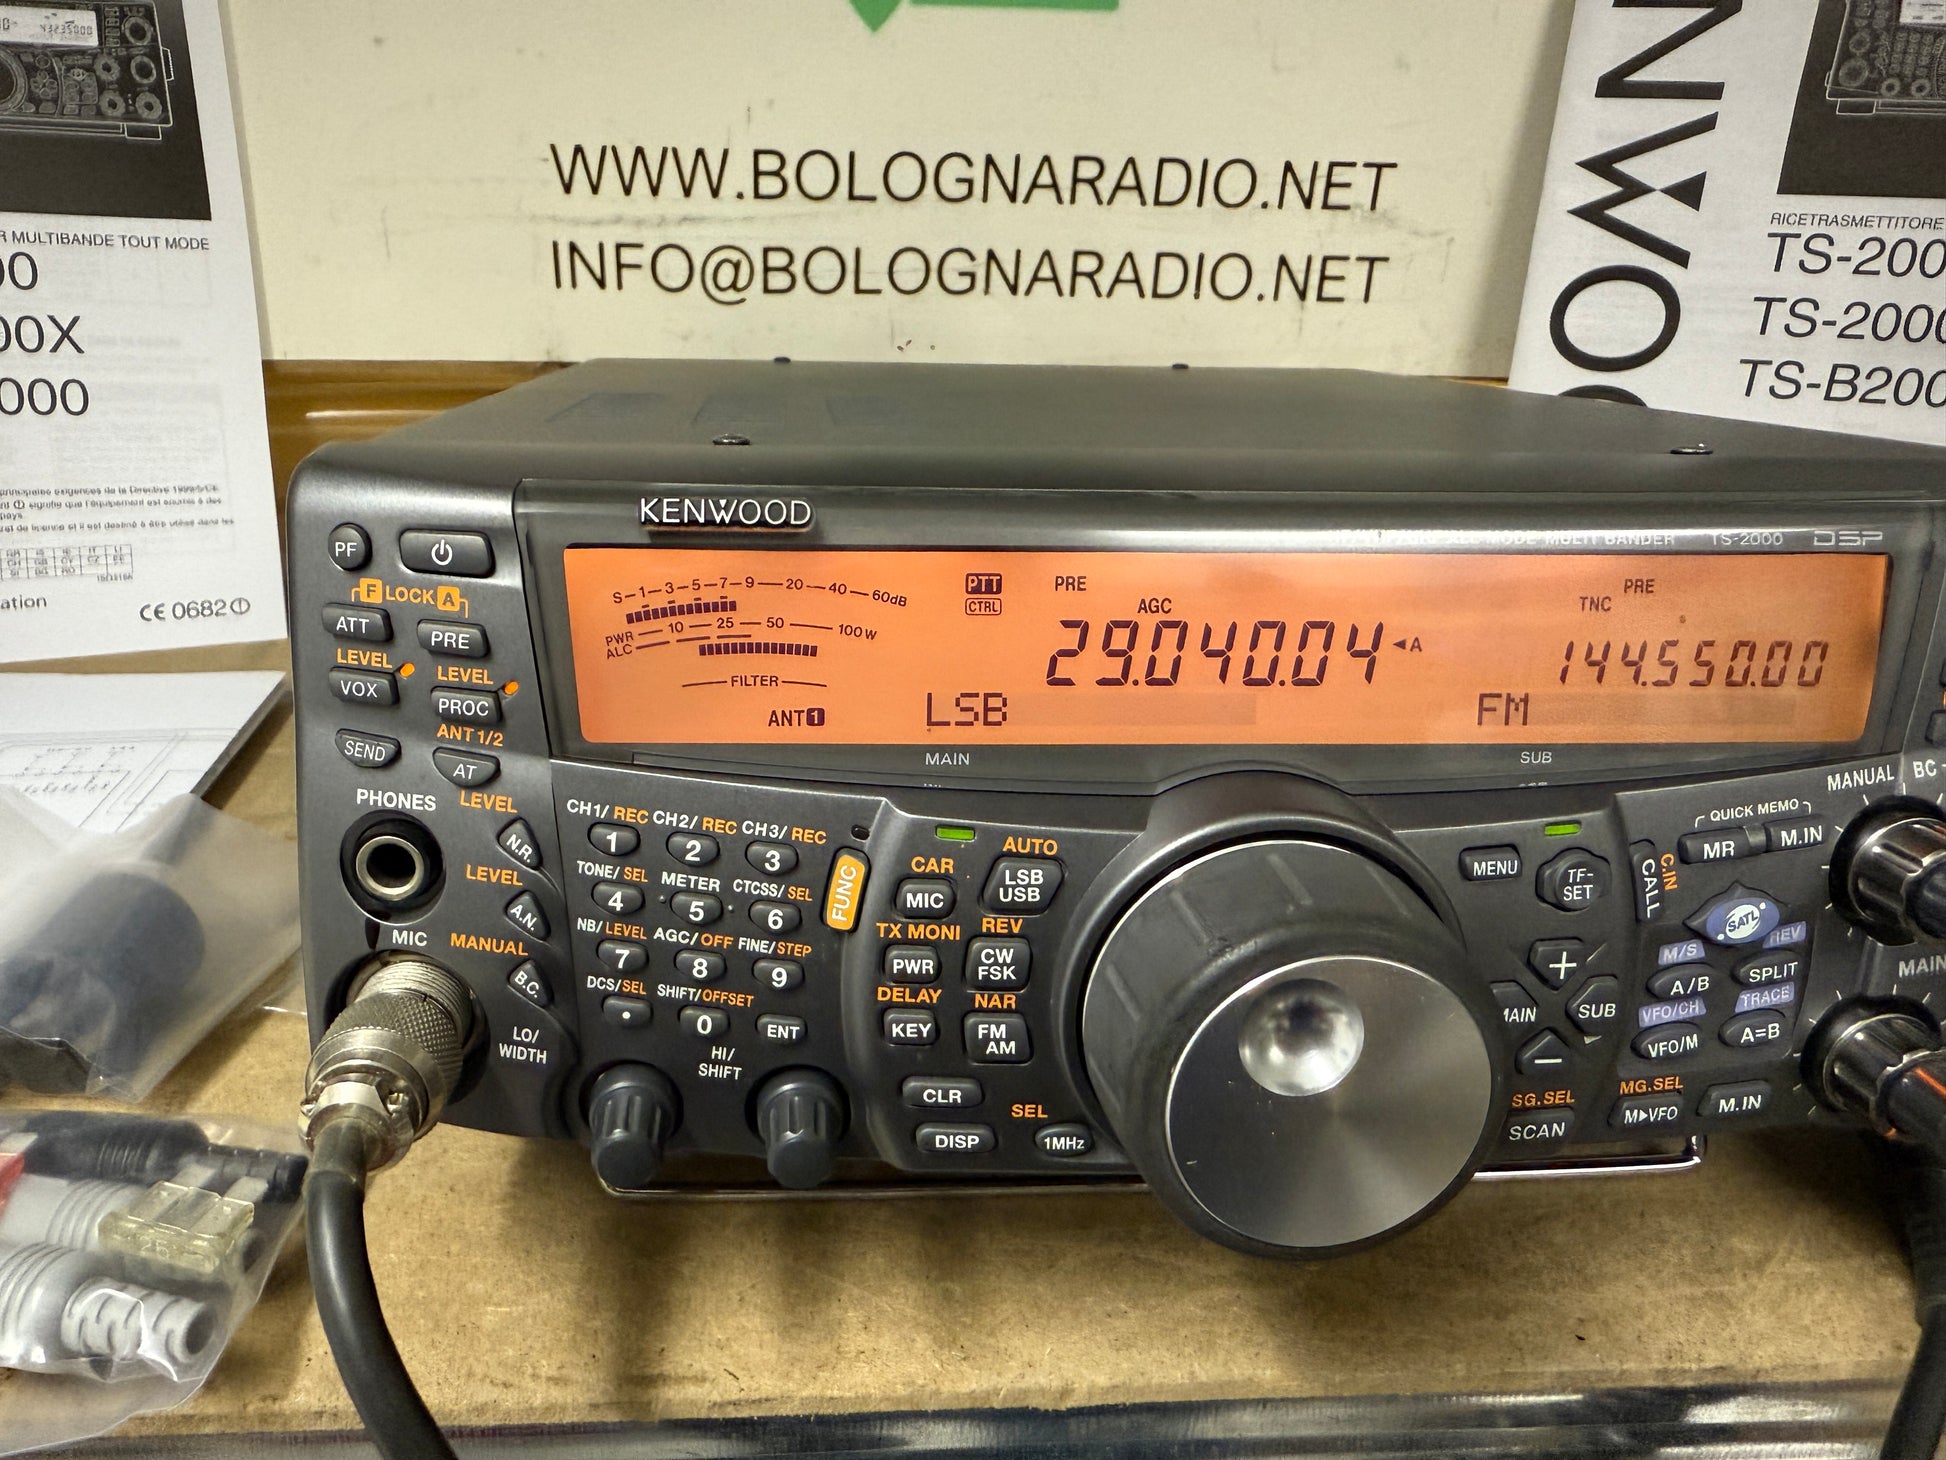 WWW.BOLOGNARADIO.NET
INFO@BOLOGNARADIO.NET
R MULTIBANDE TOUT MODE
00
00X
000
ation
CE 0682
NWOO
RICETRASMETTITORE
TS-200
TS-200
TS-B200
KENWOOD
TS-2000 DSP
PF
F LOCK A
ATT
PRE
LEVEL
LEVEL
VOX
PROC
ANT 1/2
SEND
AT
PHONES
LEVEL
N.R.
LEVEL
A.N.
MIC
MANUAL
B.C.
LO/
WIDTH
HI/
SHIFT
S 1 3 5 7 9 20 40 60dB
PWR 10 25 50 100 W
ALC
FILTER
ANT 1
PTT
CTRL
PRE
AGC
29.040.04 ◄A
LSB
PRE
TNC
144.550.00
FM
MAIN
SUB
CH1/ REC CH2/ REC CH3/ REC
1 2 3
TONE/ SEL METER CTCSS/ SEL
4 5 6
NB/ LEVEL AGC/ OFF FINE/STEP
7 8 9
DCS/SEL SHIFT/OFFSET
. 0 ENT
FUNC
CAR
AUTO
MIC
LSB
USB
TX MONI
REV
PWR
CW
FSK
DELAY
NAR
KEY
FM
AM
CLR
SEL
DISP
1MHz
MENU
TF-
SET
C.IN
CALL
QUICK MEMO
MR
M.IN
MANUAL BC
SATL
M/S
REV
A/B
SPLIT
VFO/CH
TRACE
VFO/M
A=B
+
AIN
SUB
−
MAIN
SG.SEL
SCAN
MG.SEL
M▶VFO
M.IN